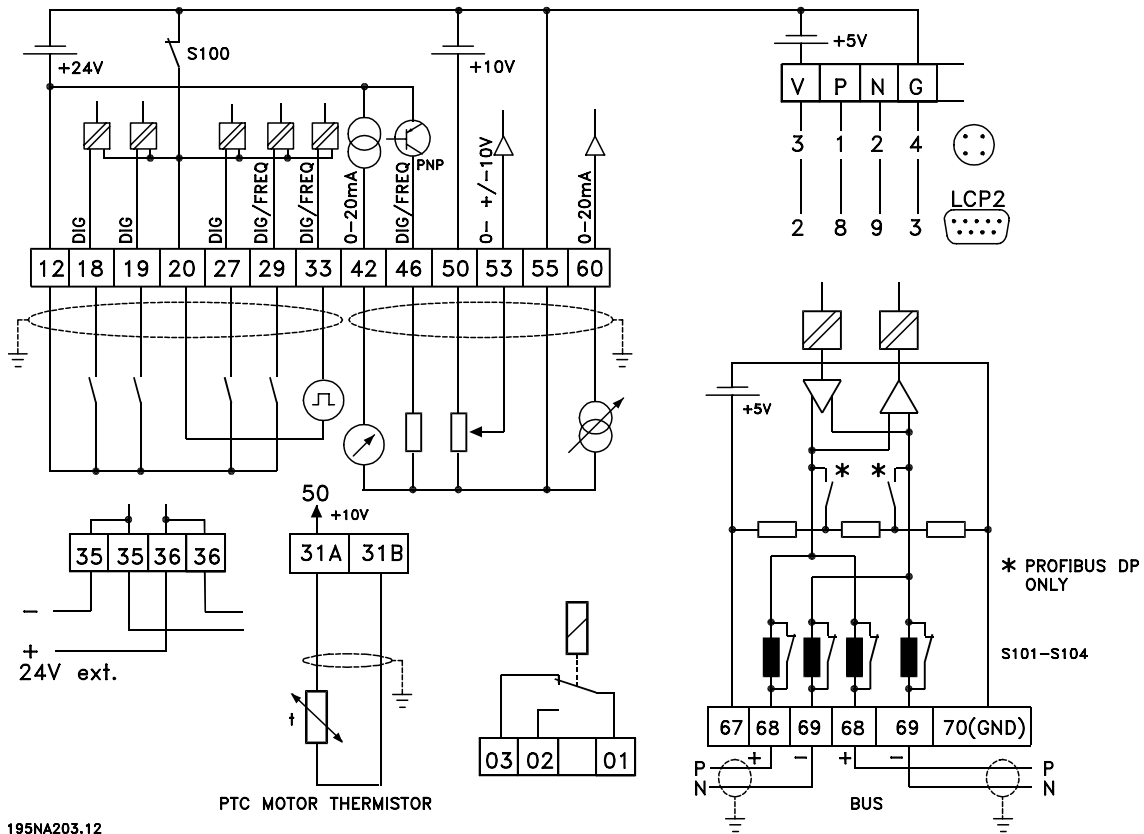 +24V
S100
+10V
+5V
V P N G
3 1 2 4
LCP2
2 8 9 3
DIG
DIG
DIG
DIG/FREQ
DIG/FREQ
0-20mA
DIG/FREQ
PNP
0- +/-10V
0-20mA
12 18 19 20 27 29 33 42 46 50 53 55 60
+5V
* *
50
+10V
35 35 36 36
31A 31B
* PROFIBUS DP
ONLY
-
+
24V ext.
S101-S104
t
67 68 69 68 69 70(GND)
03 02 01
+ - + -
P P
N N
BUS
PTC MOTOR THERMISTOR
195NA203.12